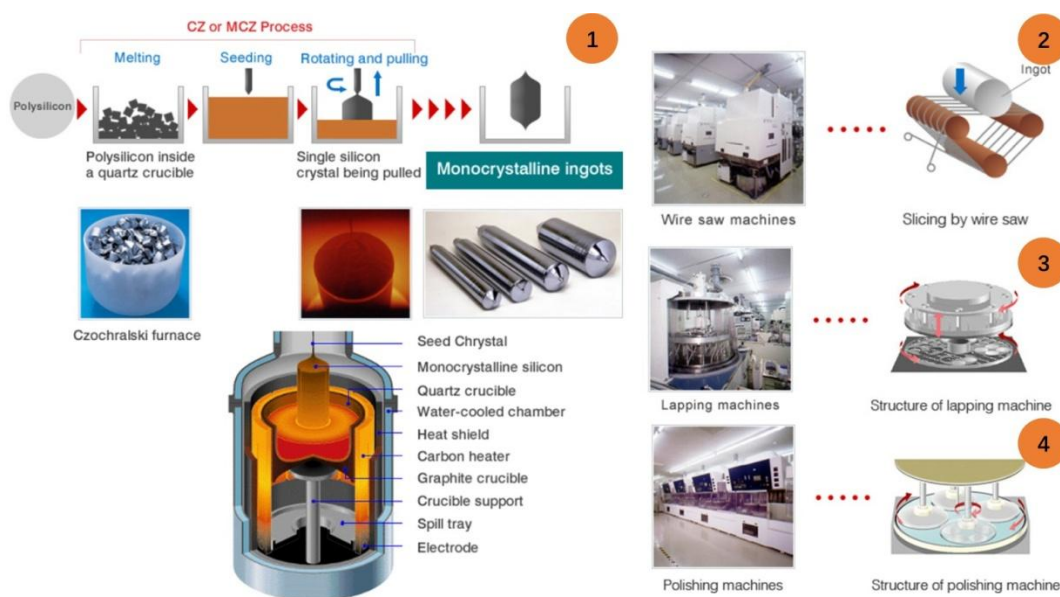 CZ or MCZ Process
Melting
Seeding
Rotating and pulling
Polysilicon
Polysilicon inside
a quartz crucible
Single silicon
crystal being pulled
Monocrystalline ingots
1
Czochralski furnace
Seed Chrystal
Monocrystalline silicon
Quartz crucible
Water-cooled chamber
Heat shield
Carbon heater
Graphite crucible
Crucible support
Spill tray
Electrode
2
Ingot
Wire saw machines
Slicing by wire saw
3
Lapping machines
Structure of lapping machine
4
Polishing machines
Structure of polishing machine